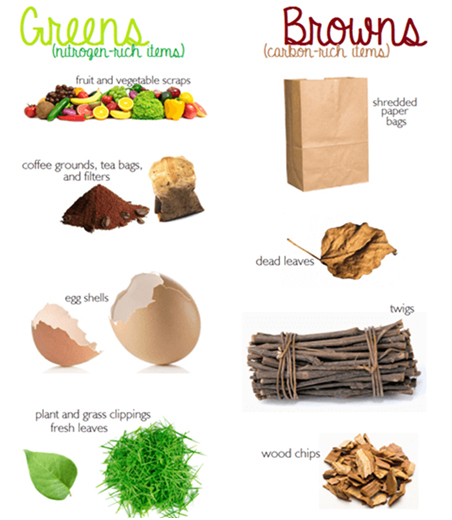 Greens
(nitrogen-rich items)
fruit and vegetable scraps
coffee grounds, tea bags,
and filters
egg shells
plant and grass clippings
fresh leaves
Browns
(carbon-rich items)
shredded
paper
bags
dead leaves
twigs
wood chips